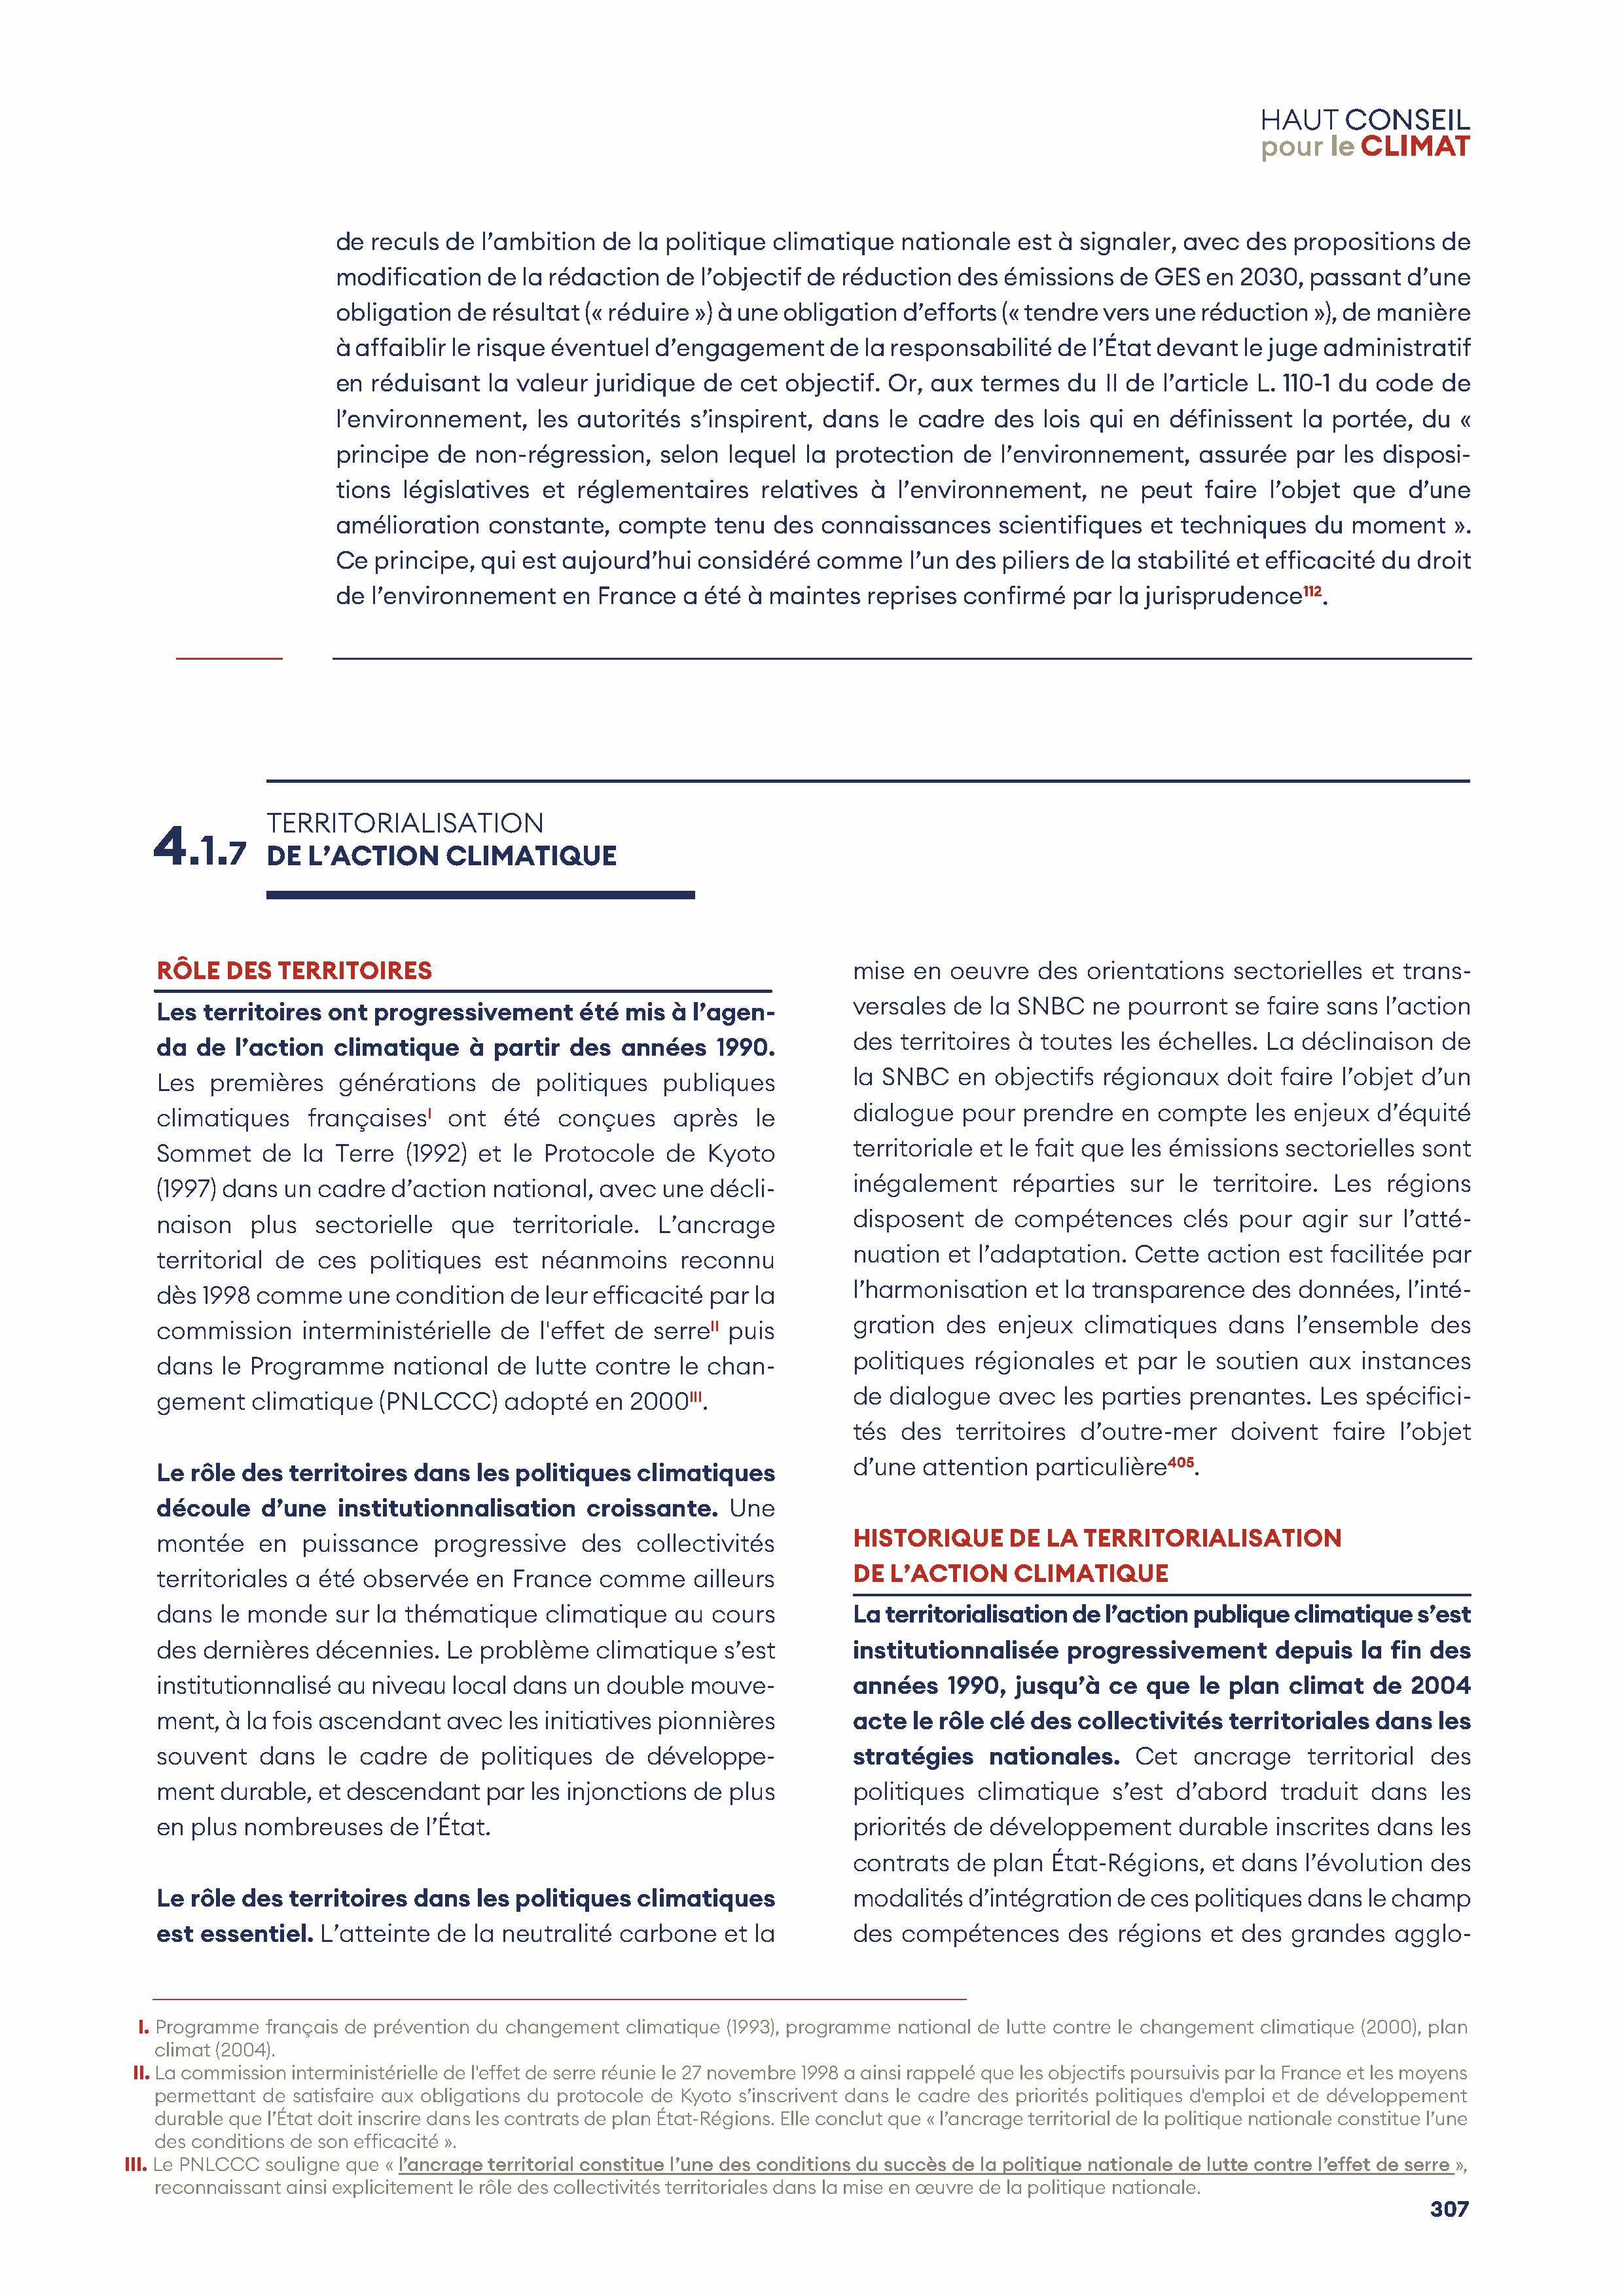 HAUT CONSEIL
pour le CLIMAT
de reculs de l’ambition de la politique climatique nationale est à signaler, avec des propositions de
modification de la rédaction de l’objectif de réduction des émissions de GES en 2030, passant d’une
obligation de résultat (« réduire ») à une obligation d’efforts (« tendre vers une réduction »), de manière
à affaiblir le risque éventuel d’engagement de la responsabilité de l’État devant le juge administratif
en réduisant la valeur juridique de cet objectif. Or, aux termes du II de l’article L. 110-1 du code de
l’environnement, les autorités s’inspirent, dans le cadre des lois qui en définissent la portée, du «
principe de non-régression, selon lequel la protection de l’environnement, assurée par les disposi-
tions législatives et réglementaires relatives à l’environnement, ne peut faire l’objet que d’une
amélioration constante, compte tenu des connaissances scientifiques et techniques du moment ».
Ce principe, qui est aujourd’hui considéré comme l’un des piliers de la stabilité et efficacité du droit
de l’environnement en France a été à maintes reprises confirmé par la jurisprudence112.
4.1.7 TERRITORIALISATION
DE L’ACTION CLIMATIQUE
RÔLE DES TERRITOIRES
Les territoires ont progressivement été mis à l’agen-
da de l’action climatique à partir des années 1990.
Les premières générations de politiques publiques
climatiques françaisesI ont été conçues après le
Sommet de la Terre (1992) et le Protocole de Kyoto
(1997) dans un cadre d’action national, avec une décli-
naison plus sectorielle que territoriale. L’ancrage
territorial de ces politiques est néanmoins reconnu
dès 1998 comme une condition de leur efficacité par la
commission interministérielle de l'effet de serreII puis
dans le Programme national de lutte contre le chan-
gement climatique (PNLCCC) adopté en 2000III.
Le rôle des territoires dans les politiques climatiques
découle d’une institutionnalisation croissante. Une
montée en puissance progressive des collectivités
territoriales a été observée en France comme ailleurs
dans le monde sur la thématique climatique au cours
des dernières décennies. Le problème climatique s’est
institutionnalisé au niveau local dans un double mouve-
ment, à la fois ascendant avec les initiatives pionnières
souvent dans le cadre de politiques de développe-
ment durable, et descendant par les injonctions de plus
en plus nombreuses de l’État.
Le rôle des territoires dans les politiques climatiques
est essentiel. L’atteinte de la neutralité carbone et la
mise en oeuvre des orientations sectorielles et trans-
versales de la SNBC ne pourront se faire sans l’action
des territoires à toutes les échelles. La déclinaison de
la SNBC en objectifs régionaux doit faire l’objet d’un
dialogue pour prendre en compte les enjeux d’équité
territoriale et le fait que les émissions sectorielles sont
inégalement réparties sur le territoire. Les régions
disposent de compétences clés pour agir sur l’atté-
nuation et l’adaptation. Cette action est facilitée par
l’harmonisation et la transparence des données, l’inté-
gration des enjeux climatiques dans l’ensemble des
politiques régionales et par le soutien aux instances
de dialogue avec les parties prenantes. Les spécifici-
tés des territoires d’outre-mer doivent faire l’objet
d’une attention particulière405.
HISTORIQUE DE LA TERRITORIALISATION
DE L’ACTION CLIMATIQUE
La territorialisation de l’action publique climatique s’est
institutionnalisée progressivement depuis la fin des
années 1990, jusqu’à ce que le plan climat de 2004
acte le rôle clé des collectivités territoriales dans les
stratégies nationales. Cet ancrage territorial des
politiques climatique s’est d’abord traduit dans les
priorités de développement durable inscrites dans les
contrats de plan État-Régions, et dans l’évolution des
modalités d’intégration de ces politiques dans le champ
des compétences des régions et des grandes agglo-
I. Programme français de prévention du changement climatique (1993), programme national de lutte contre le changement climatique (2000), plan
climat (2004).
II. La commission interministérielle de l'effet de serre réunie le 27 novembre 1998 a ainsi rappelé que les objectifs poursuivis par la France et les moyens
permettant de satisfaire aux obligations du protocole de Kyoto s’inscrivent dans le cadre des priorités politiques d'emploi et de développement
durable que l’État doit inscrire dans les contrats de plan État-Régions. Elle conclut que « l’ancrage territorial de la politique nationale constitue l’une
des conditions de son efficacité ».
III. Le PNLCCC souligne que « l’ancrage territorial constitue l’une des conditions du succès de la politique nationale de lutte contre l’effet de serre »,
reconnaissant ainsi explicitement le rôle des collectivités territoriales dans la mise en œuvre de la politique nationale.
307